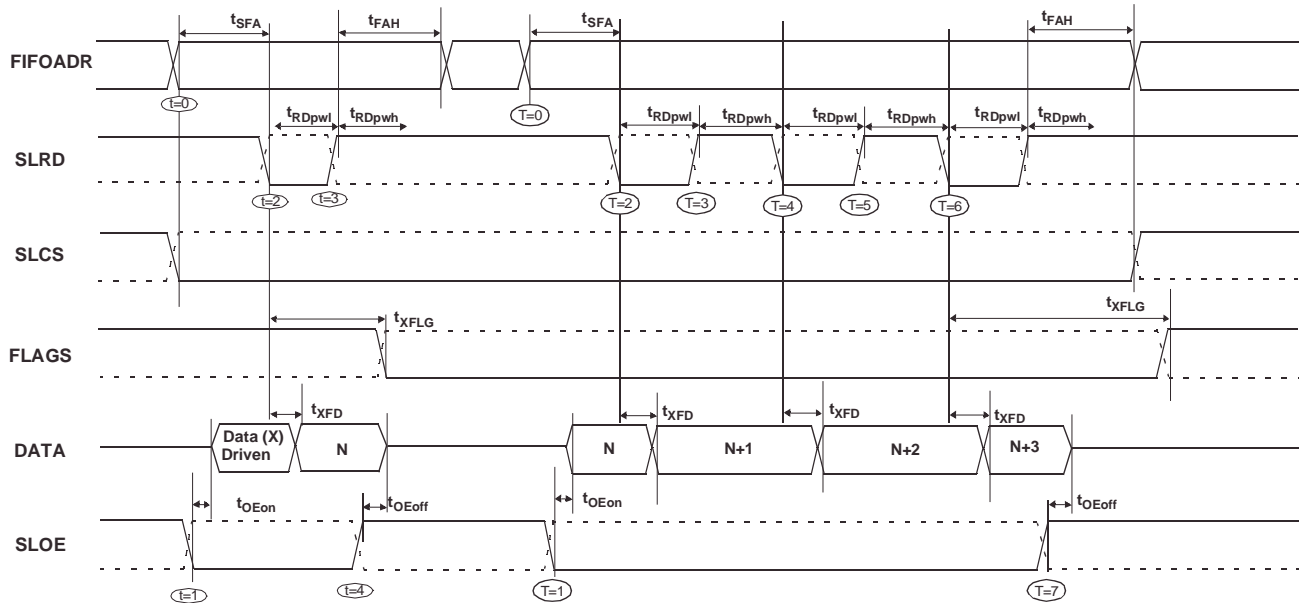 tSFA tFAH tSFA tFAH
FIFOADR
t=0 T=0
tRDpwl tRDpwh tRDpwl tRDpwh tRDpwl tRDpwh tRDpwl tRDpwh
SLRD
t=2 t=3 T=2 T=3 T=4 T=5 T=6
SLCS
tXFLG tXFLG
FLAGS
tXFD tXFD tXFD tXFD
DATA
Data (X)
Driven
N N N+1 N+2 N+3
tOEon tOEoff tOEon tOEoff
SLOE
t=1 t=4 T=1 T=7